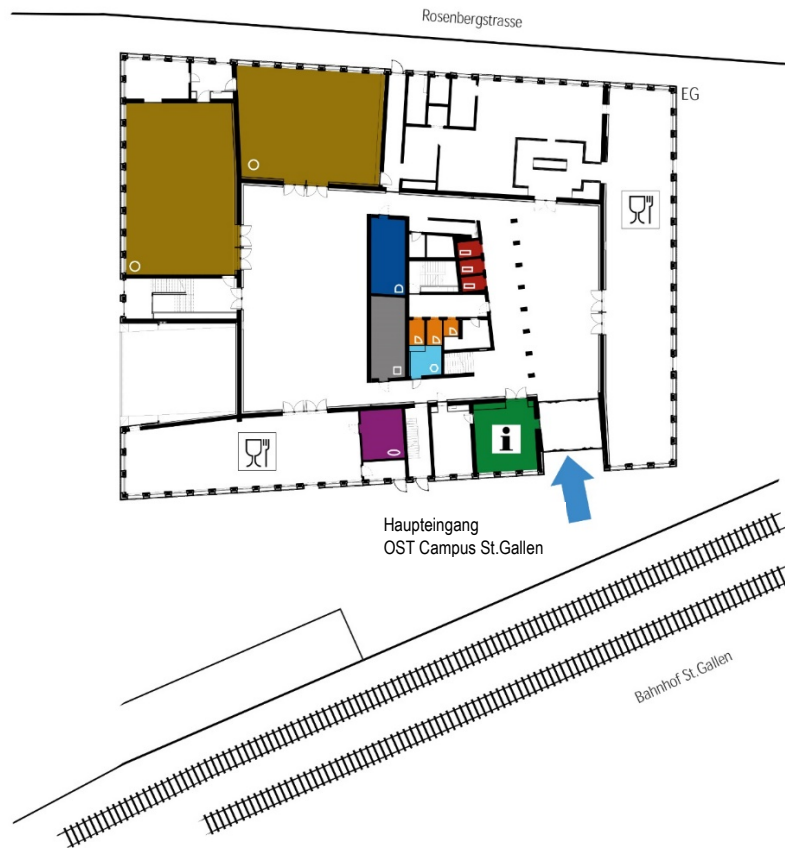 Rosenbergstrasse
EG
i
Haupteingang
OST Campus St.Gallen
Bahnhof St.Gallen